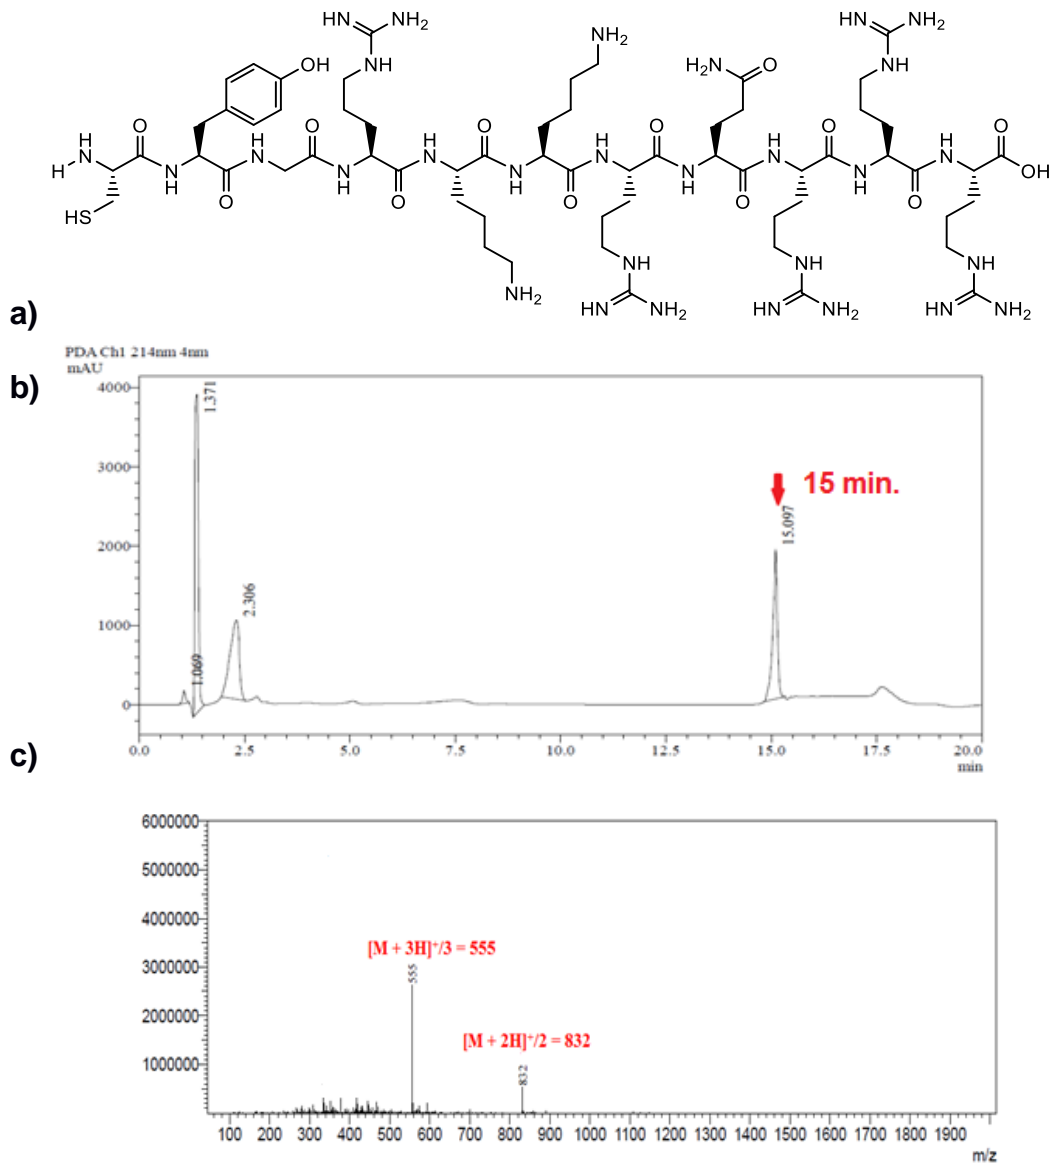 a)
HN NH₂
NH
OH
NH₂
NH₂ O
HN NH₂
NH
H
H N
O
N
H
O
H
N
O
N
H
O
H
N
O
N
H
O
H
N
O
N
H
O
H
N
O
N
H
O
H
N
O
OH
HS
NH₂
NH
HN NH₂
NH
HN NH₂
NH
HN NH₂
b)
PDA Ch1 214nm 4nm
mAU
4000
3000
2000
1000
0
1.069
1.371
2.306
15.097
15 min.
0.0 2.5 5.0 7.5 10.0 12.5 15.0 17.5 20.0
min
c)
6000000
5000000
4000000
3000000
2000000
1000000
[M + 3H]⁺/3 = 555
555
[M + 2H]⁺/2 = 832
832
100 200 300 400 500 600 700 800 900 1000 1100 1200 1300 1400 1500 1600 1700 1800 1900
m/z